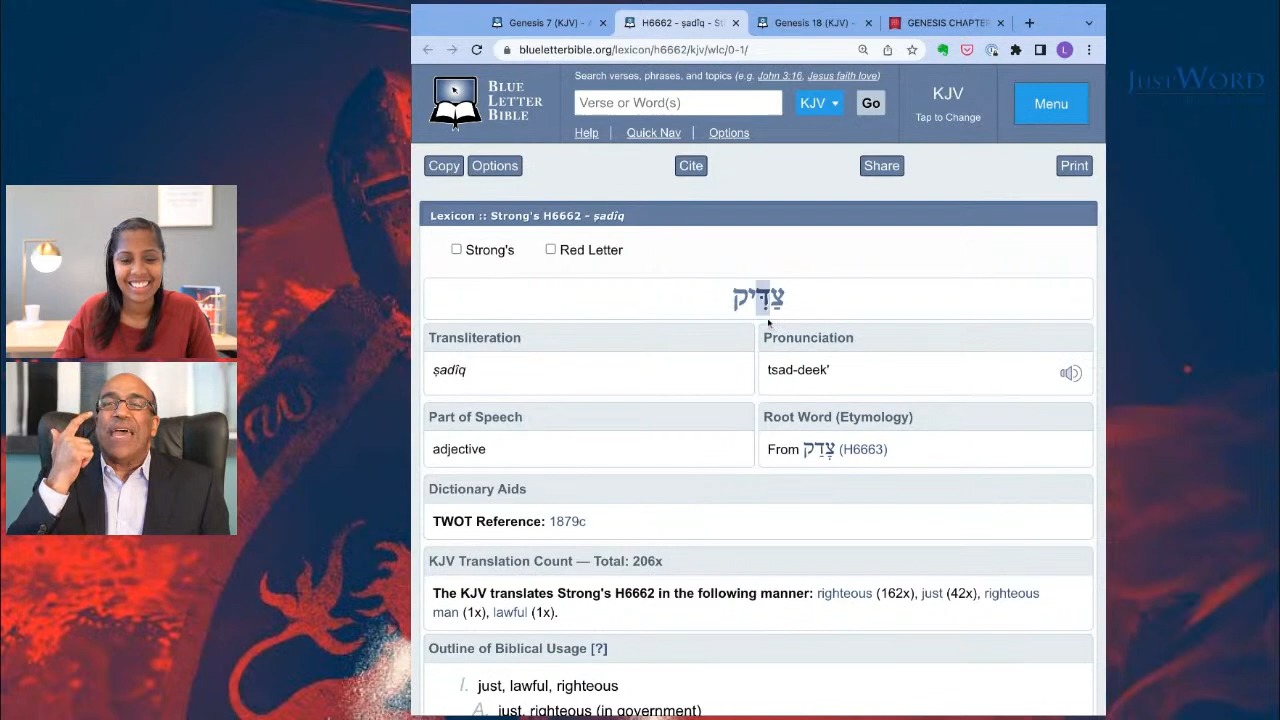 Genesis 7 (KJV) -
H6662 - ṣadîq - St
Genesis 18 (KJV) -
GENESIS CHAPTER
blueletterbible.org/lexicon/h6662/kjv/wlc/0-1/
L
JUSTWORD
BLUE
LETTER
BIBLE
Search verses, phrases, and topics (e.g. John 3:16, Jesus faith love)
Verse or Word(s)
KJV
Go
Help
Quick Nav
Options
KJV
Tap to Change
Menu
Copy
Options
Cite
Share
Print
Lexicon :: Strong's H6662 - ṣadîq
Strong's
Red Letter
צַדִּיק
Transliteration
Pronunciation
ṣadîq
tsad-deek'
Part of Speech
Root Word (Etymology)
adjective
From צָדַק (H6663)
Dictionary Aids
TWOT Reference: 1879c
KJV Translation Count — Total: 206x
The KJV translates Strong's H6662 in the following manner: righteous (162x), just (42x), righteous
man (1x), lawful (1x).
Outline of Biblical Usage [?]
I. just, lawful, righteous
A. just, righteous (in government)